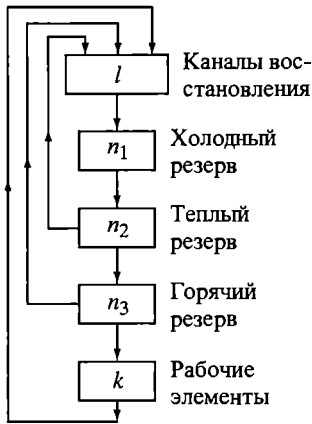 l
Каналы вос-
становления
n1
Холодный
резерв
n2
Теплый
резерв
n3
Горячий
резерв
k
Рабочие
элементы